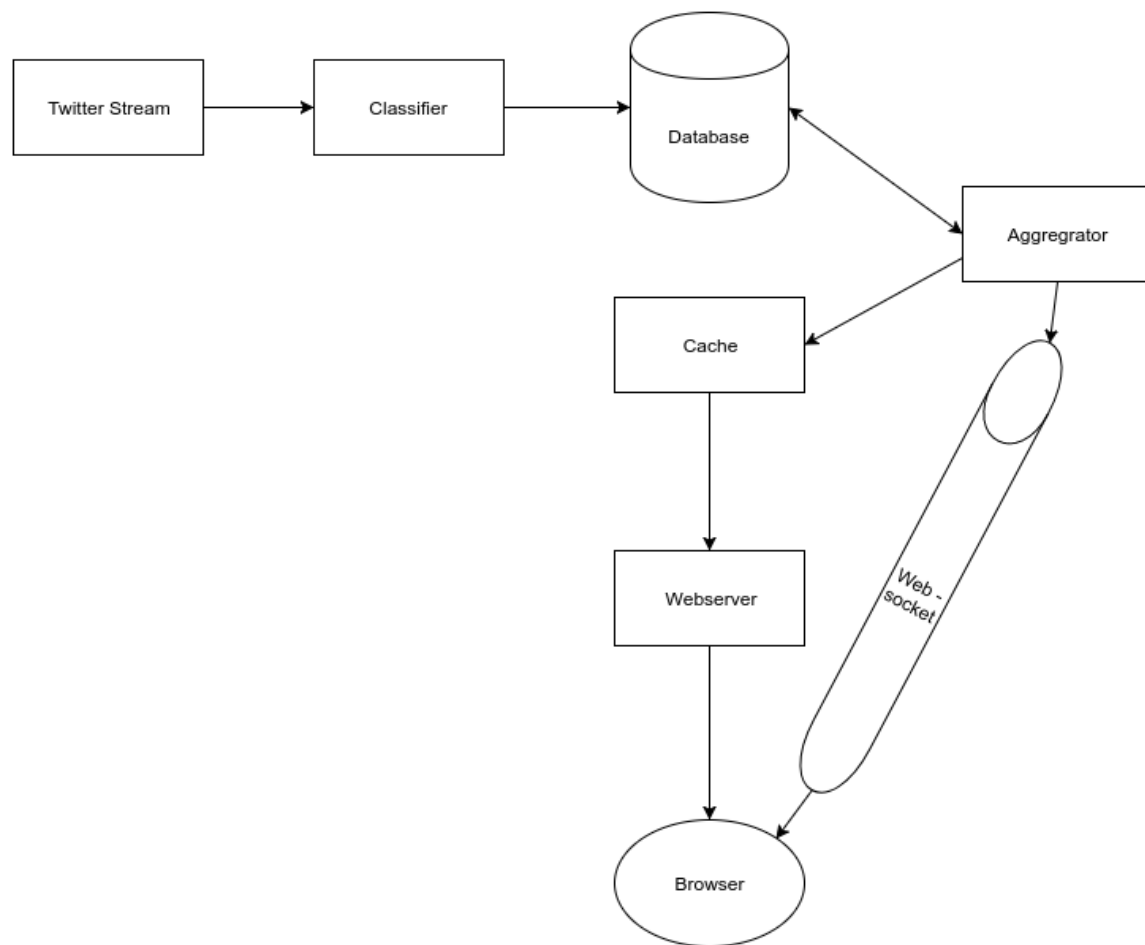 Twitter Stream
Classifier
Database
Aggregrator
Cache
Web -
socket
Webserver
Browser